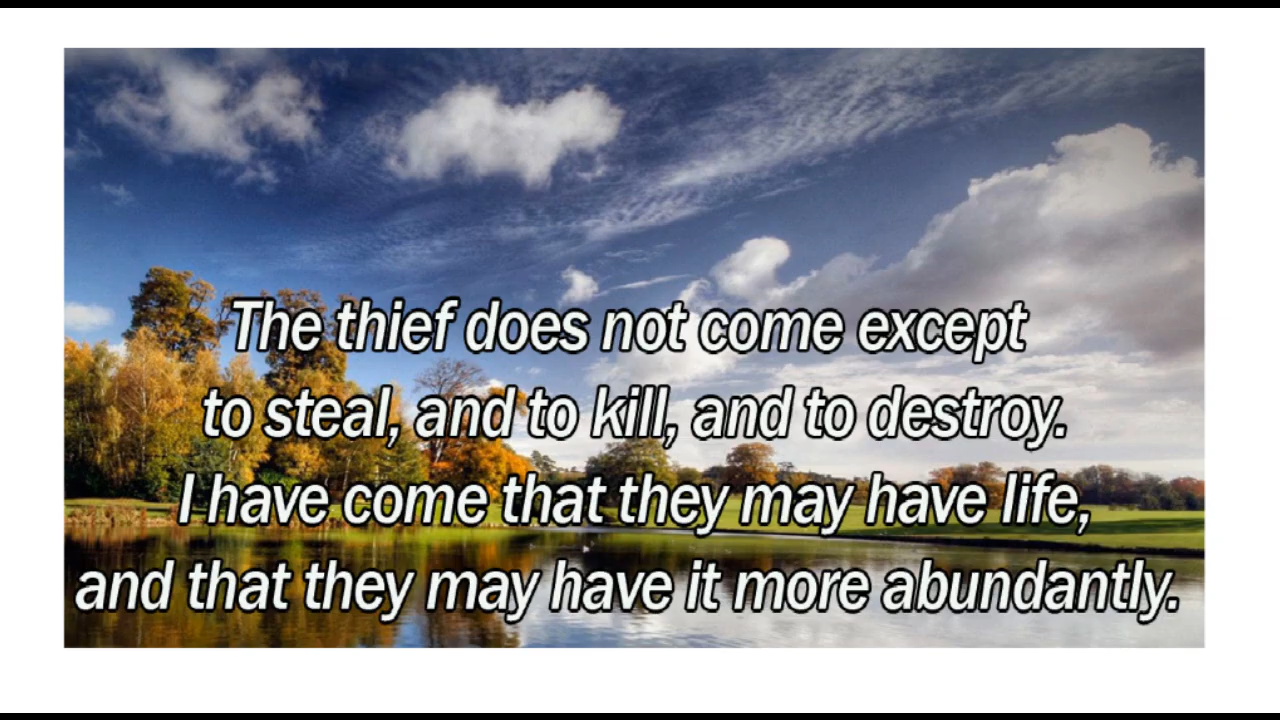 The thief does not come except
to steal, and to kill, and to destroy.
I have come that they may have life,
and that they may have it more abundantly.